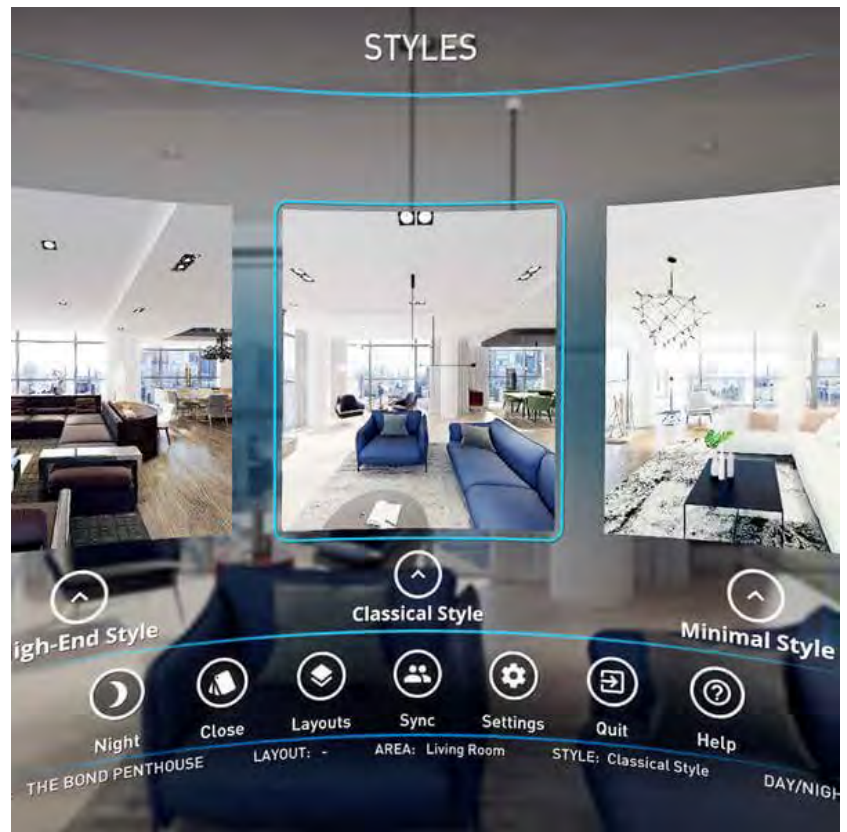 STYLES
igh-End Style
Classical Style
Minimal Style
Night
Close
Layouts
Sync
Settings
Quit
Help
THE BOND PENTHOUSE
LAYOUT: -
AREA: Living Room
STYLE: Classical Style
DAY/NIGH